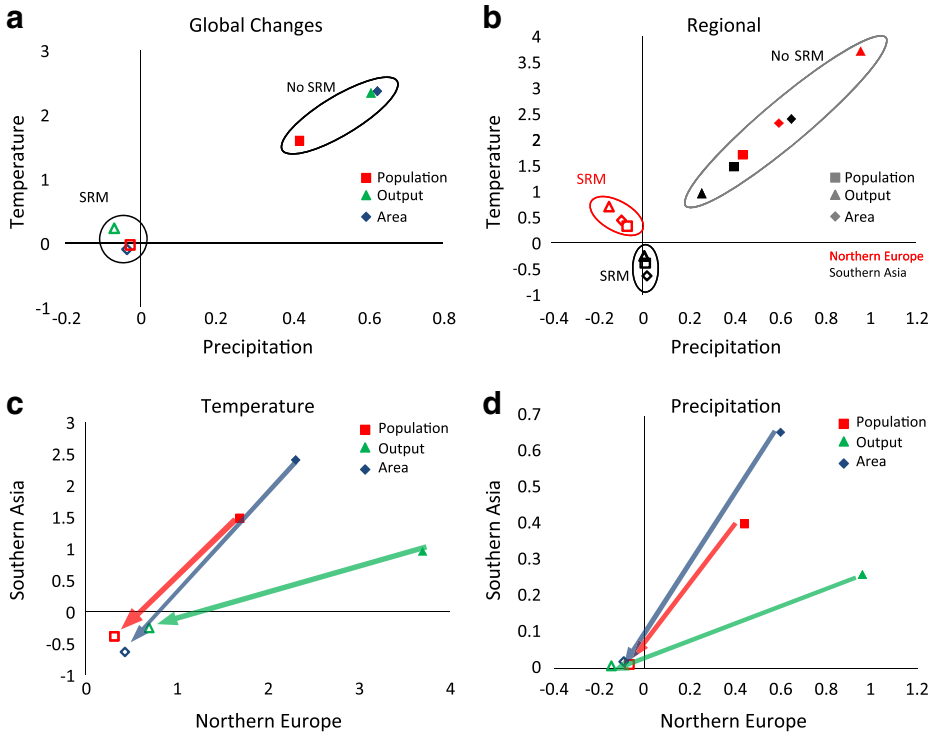 a
Global Changes
3
2
1
0
-1
Temperature
No SRM
SRM
Population
Output
Area
-0.2
0
0.2
0.4
0.6
0.8
Precipitation
b
Regional
4
3.5
3
2.5
2
1.5
1
0.5
0
-0.5
-1
Temperature
No SRM
SRM
SRM
Population
Output
Area
Northern Europe
Southern Asia
-0.4
-0.2
0
0.2
0.4
0.6
0.8
1
1.2
Precipitation
c
Temperature
3
2.5
2
1.5
1
0.5
0
-0.5
-1
Southern Asia
Population
Output
Area
0
1
2
3
4
Northern Europe
d
Precipitation
0.7
0.6
0.5
0.4
0.3
0.2
0.1
0
Southern Asia
Population
Output
Area
-0.4
-0.2
0
0.2
0.4
0.6
0.8
1
1.2
Northern Europe